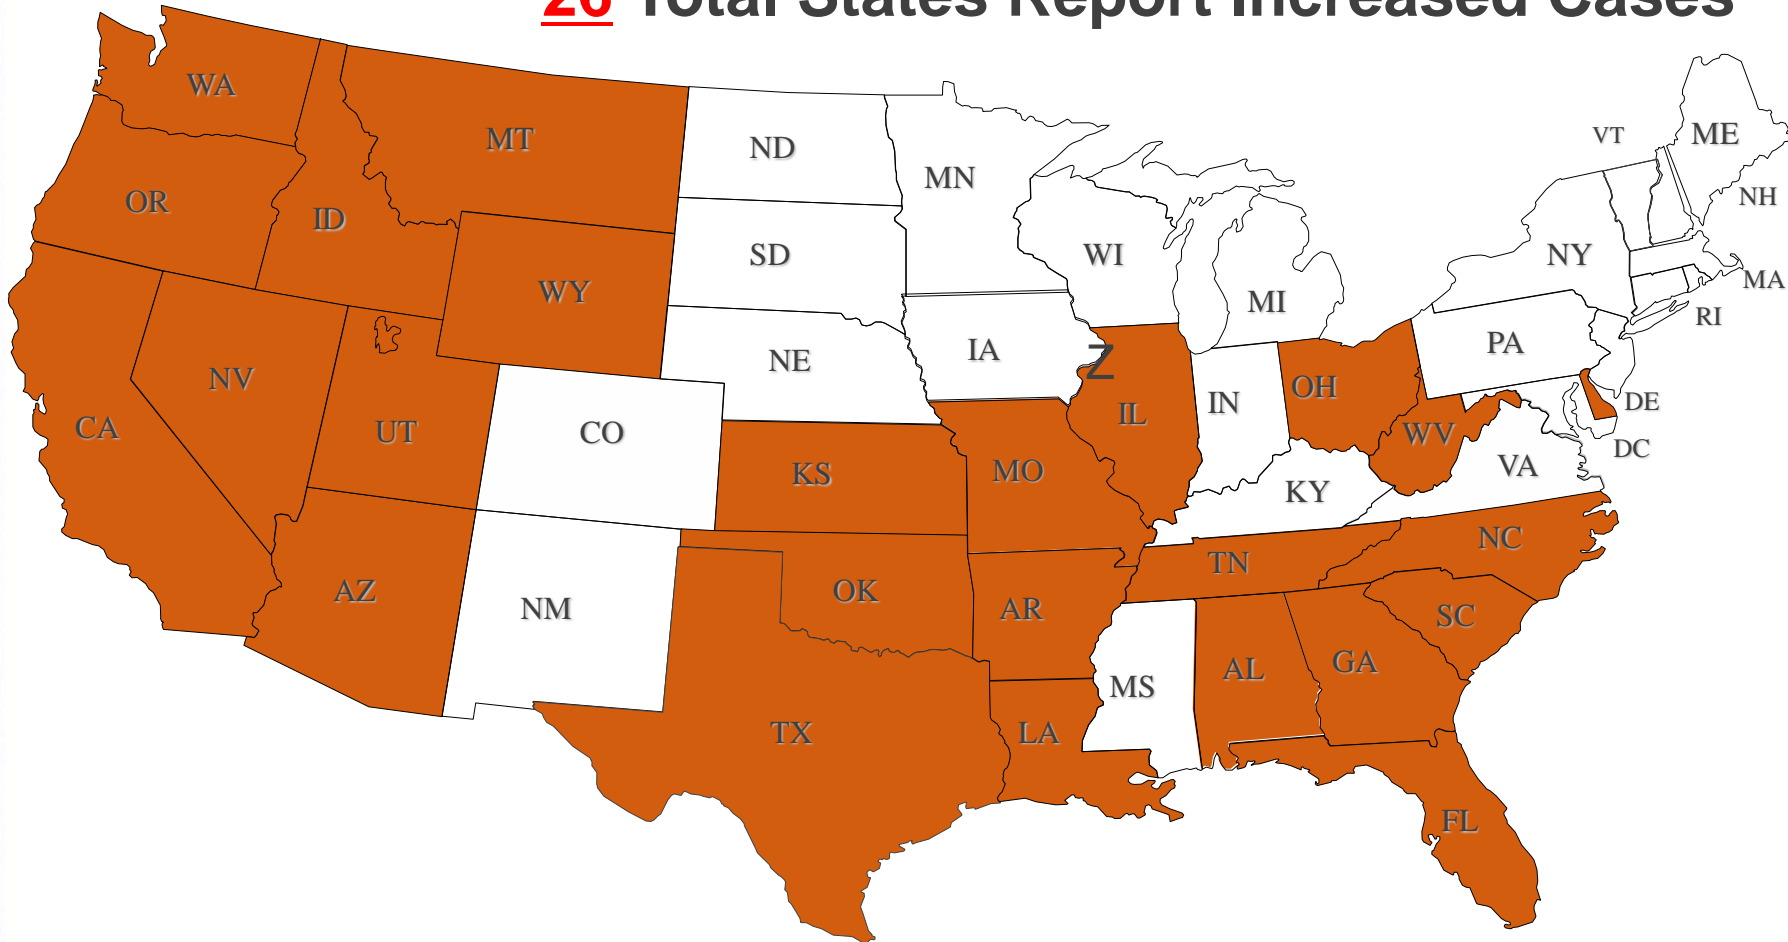 26 Total States Report Increased Cases
WA
MT
ND
MN
VT
ME
OR
ID
NH
SD
WI
NY
WY
MI
MA
RI
NE
IA
Z
PA
NV
OH
IN
DE
CA
UT
CO
IL
WV
DC
KS
MO
VA
KY
NC
TN
AZ
NM
OK
AR
SC
GA
AL
MS
TX
LA
FL